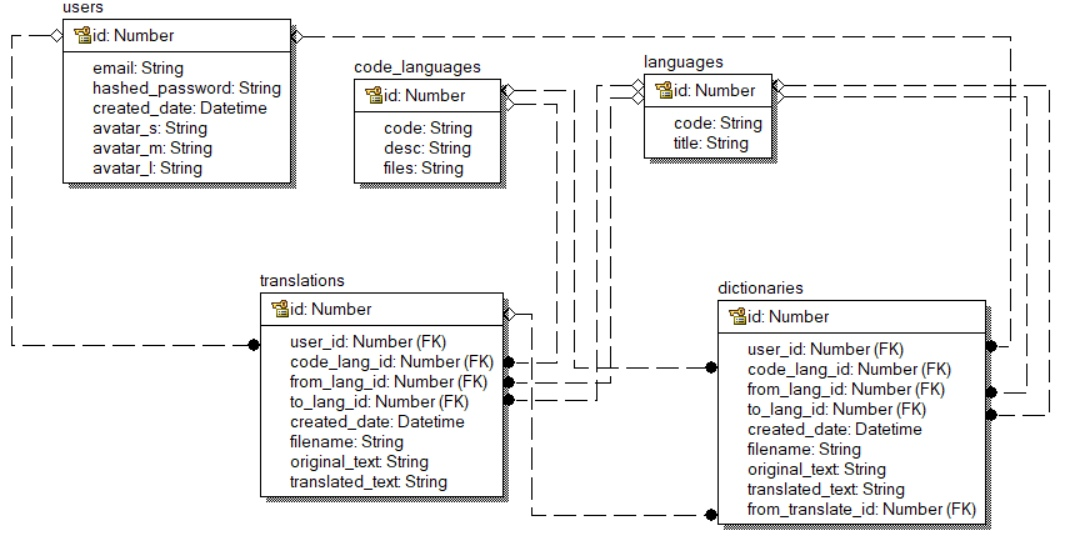 users
id: Number
email: String
hashed_password: String
created_date: Datetime
avatar_s: String
avatar_m: String
avatar_l: String
code_languages
id: Number
code: String
desc: String
files: String
languages
id: Number
code: String
title: String
translations
id: Number
user_id: Number (FK)
code_lang_id: Number (FK)
from_lang_id: Number (FK)
to_lang_id: Number (FK)
created_date: Datetime
filename: String
original_text: String
translated_text: String
dictionaries
id: Number
user_id: Number (FK)
code_lang_id: Number (FK)
from_lang_id: Number (FK)
to_lang_id: Number (FK)
created_date: Datetime
filename: String
original_text: String
translated_text: String
from_translate_id: Number (FK)